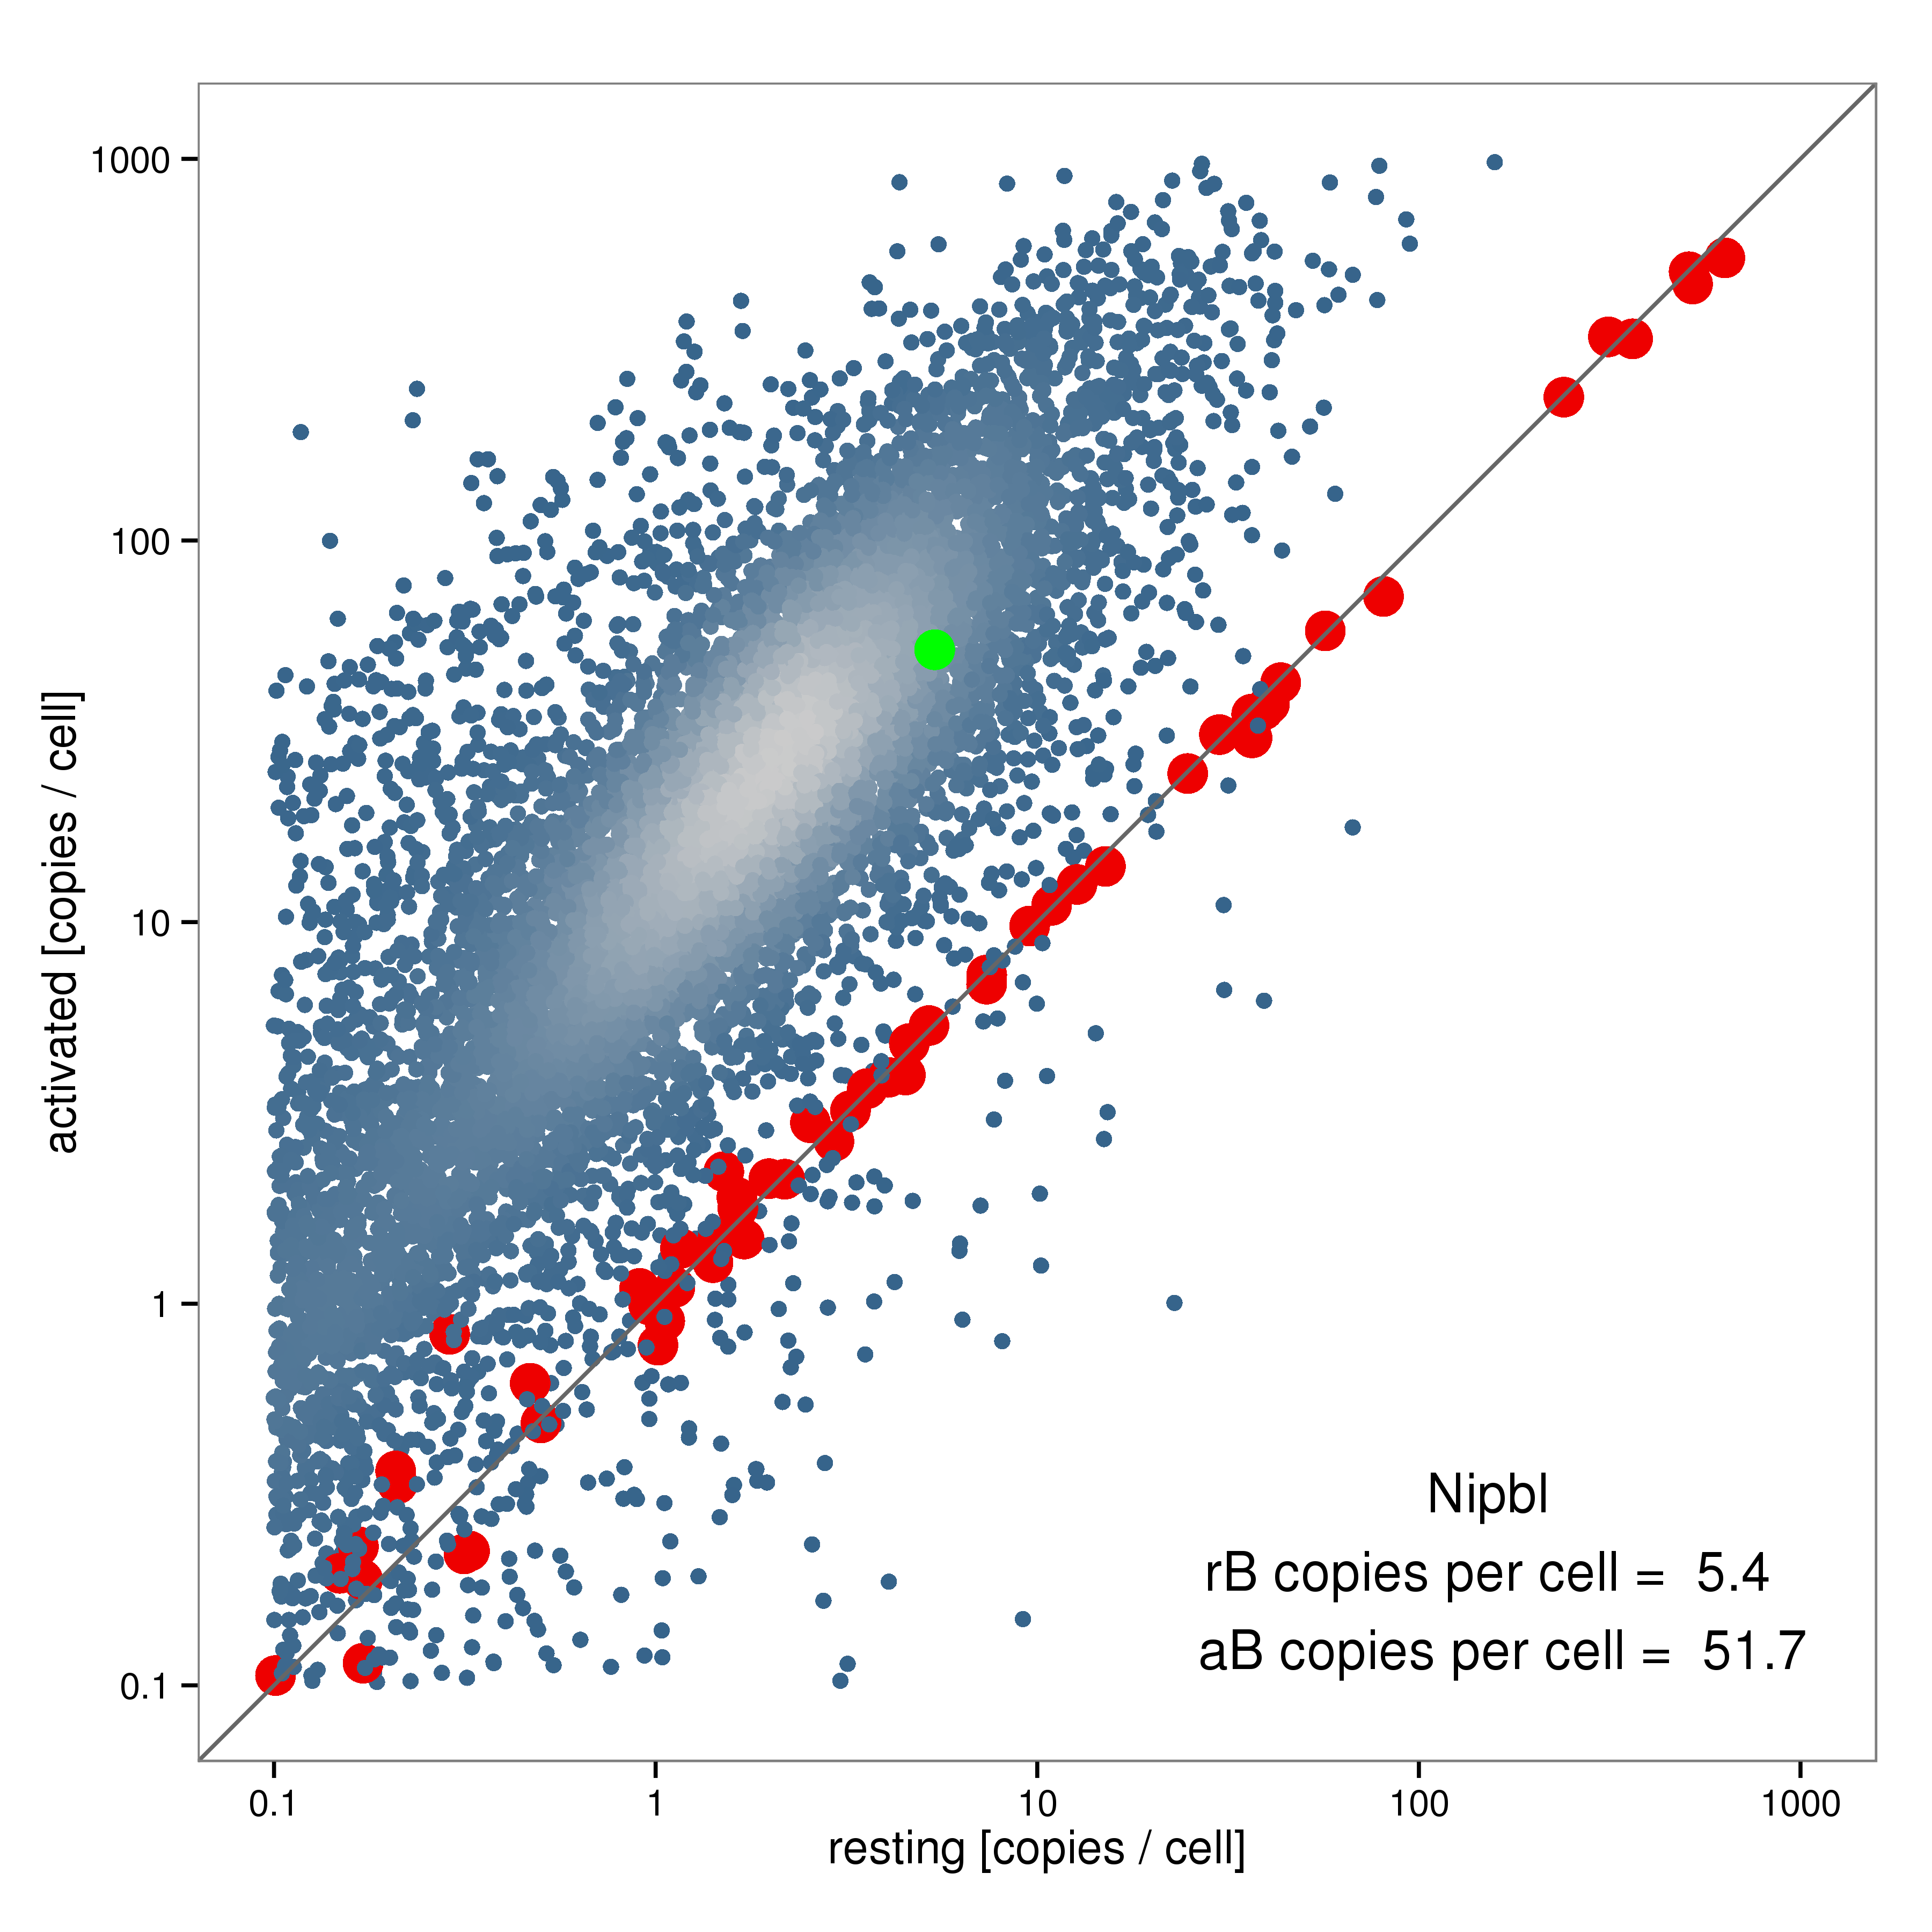 1000
100
10
1
0.1
activated [copies / cell]
Nipbl
rB copies per cell = 5.4
aB copies per cell = 51.7
0.1 1 10 100 1000
resting [copies / cell]